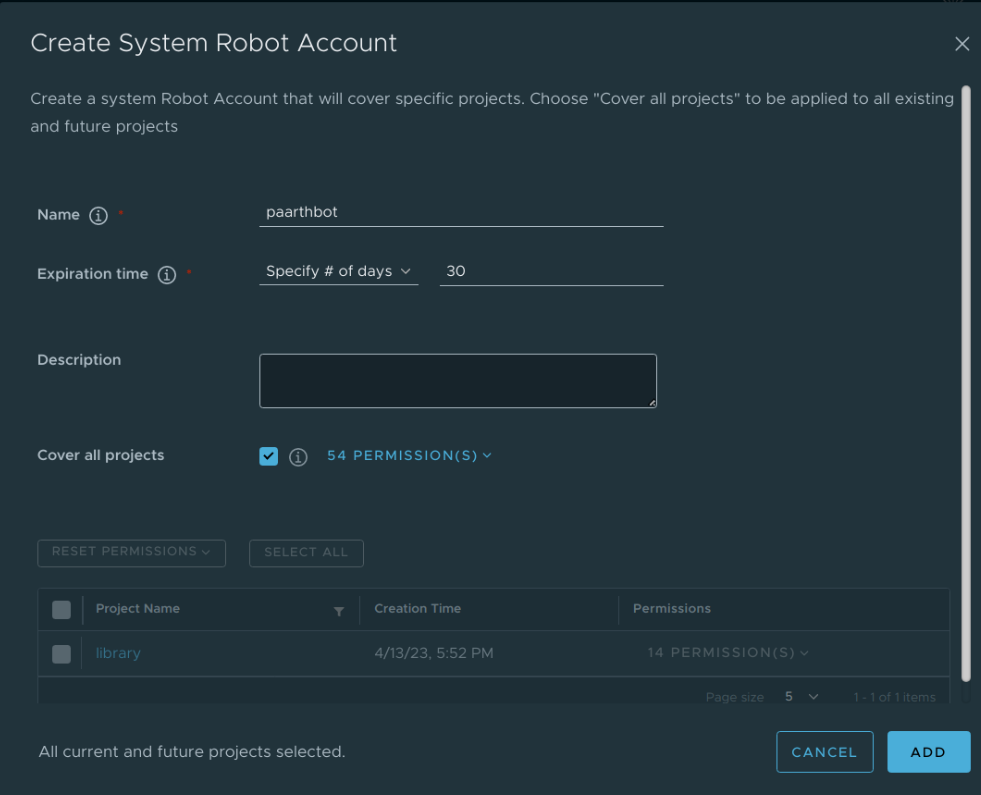 Create System Robot Account
Create a system Robot Account that will cover specific projects. Choose "Cover all projects" to be applied to all existing
and future projects
Name *
paarthbot
Expiration time *
Specify # of days
30
Description
Cover all projects
54 PERMISSION(S)
RESET PERMISSIONS
SELECT ALL
Project Name
Creation Time
Permissions
library
4/13/23, 5:52 PM
14 PERMISSION(S)
Page size 5
1 - 1 of 1 items
All current and future projects selected.
CANCEL
ADD